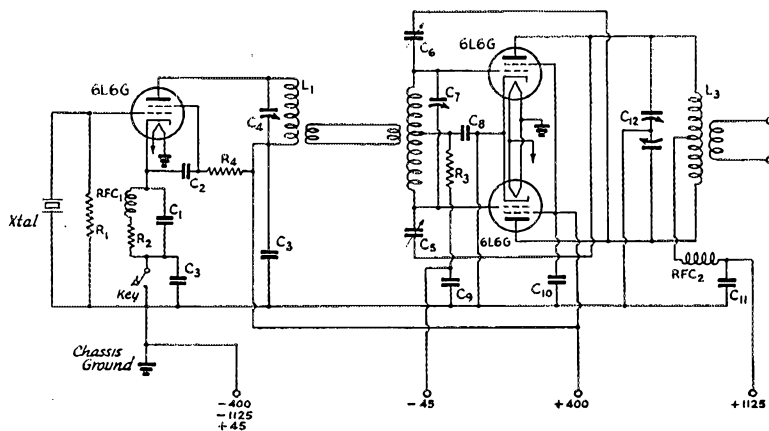 C6
6L6G
6L6G
L1
L3
C7
C4
C8
C12
R4
C2
R3
RFC1
C1
Xtal
R1
R2
C3
C5
6L6G
RFC2
C3
Key
C9
C10
C11
Chassis
Ground
-400
-1125
+45
-45
+400
+1125